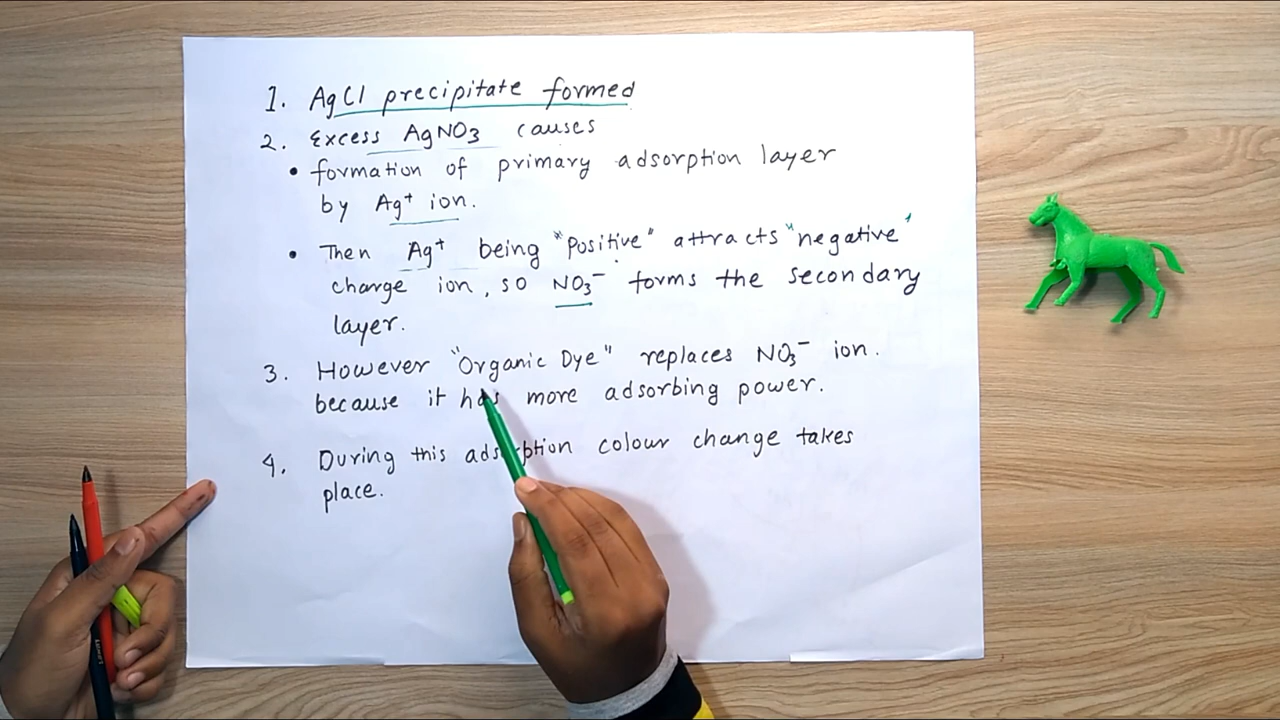 1. AgCl precipitate formed
2. Excess AgNO3 causes
• formation of primary adsorption layer
by Ag+ ion.
• Then Ag+ being "positive" attracts "negative"
charge ion, so NO3− forms the secondary
layer.
3. However "Organic Dye" replaces NO3− ion.
because it has more adsorbing power.
4. During this adsorption colour change takes
place.